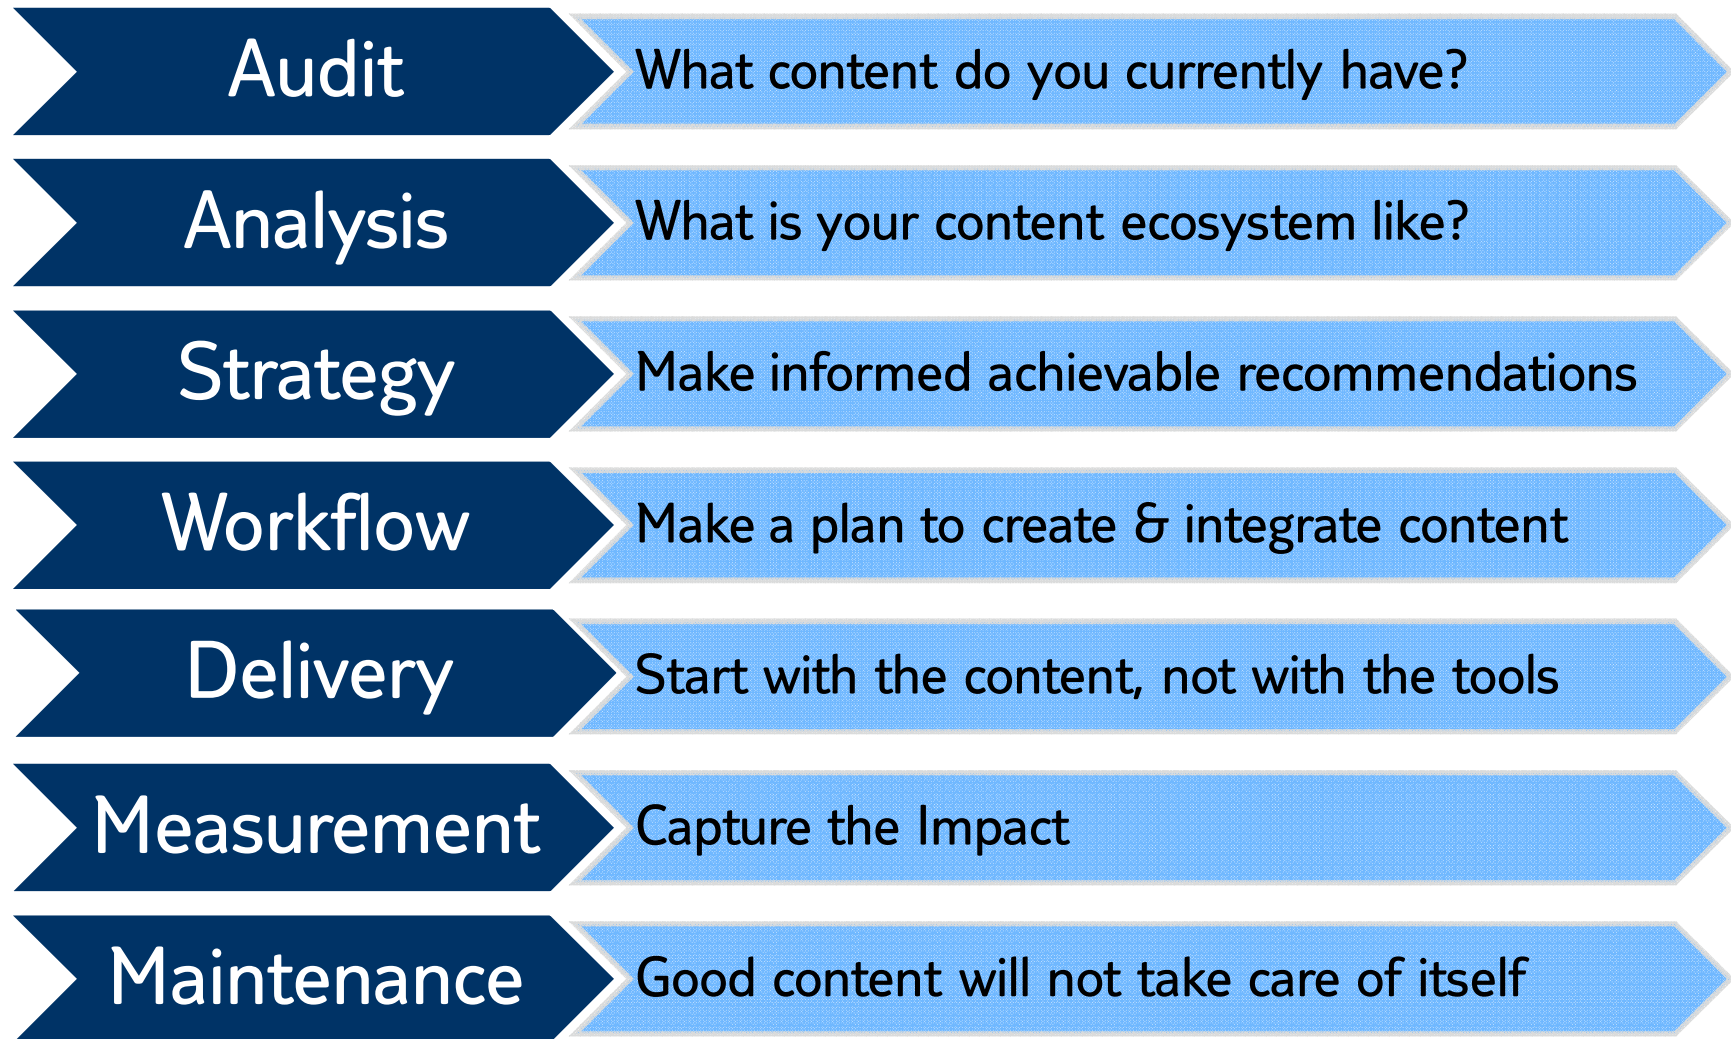 Audit
What content do you currently have?
Analysis
What is your content ecosystem like?
Strategy
Make informed achievable recommendations
Workflow
Make a plan to create & integrate content
Delivery
Start with the content, not with the tools
Measurement
Capture the Impact
Maintenance
Good content will not take care of itself